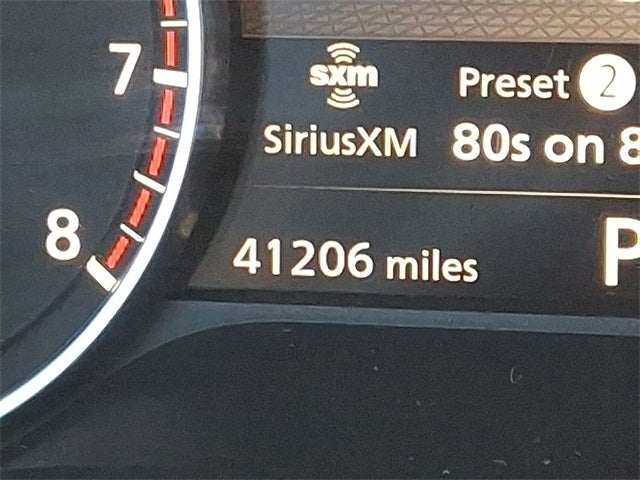 7
8
sxm
Preset 2
SiriusXM
80s on 8
41206 miles
P